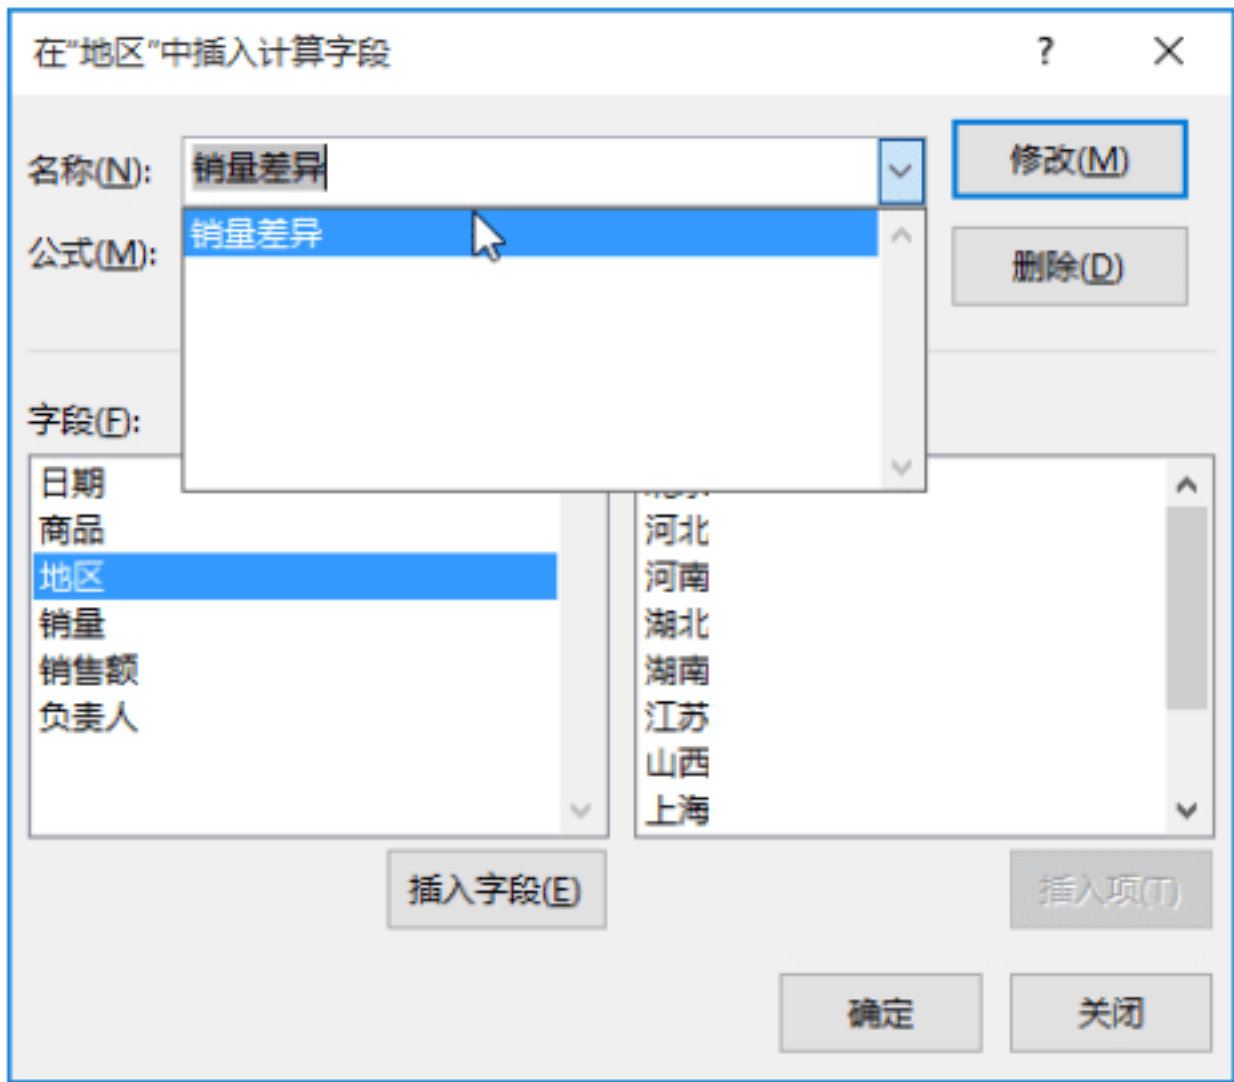 在“地区”中插入计算字段
?
名称(N):
销量差异
修改(M)
销量差异
公式(M):
删除(D)
字段(F):
日期
商品
地区
销量
销售额
负责人
河北
河南
湖北
湖南
江苏
山西
上海
插入字段(E)
插入项(T)
确定
关闭